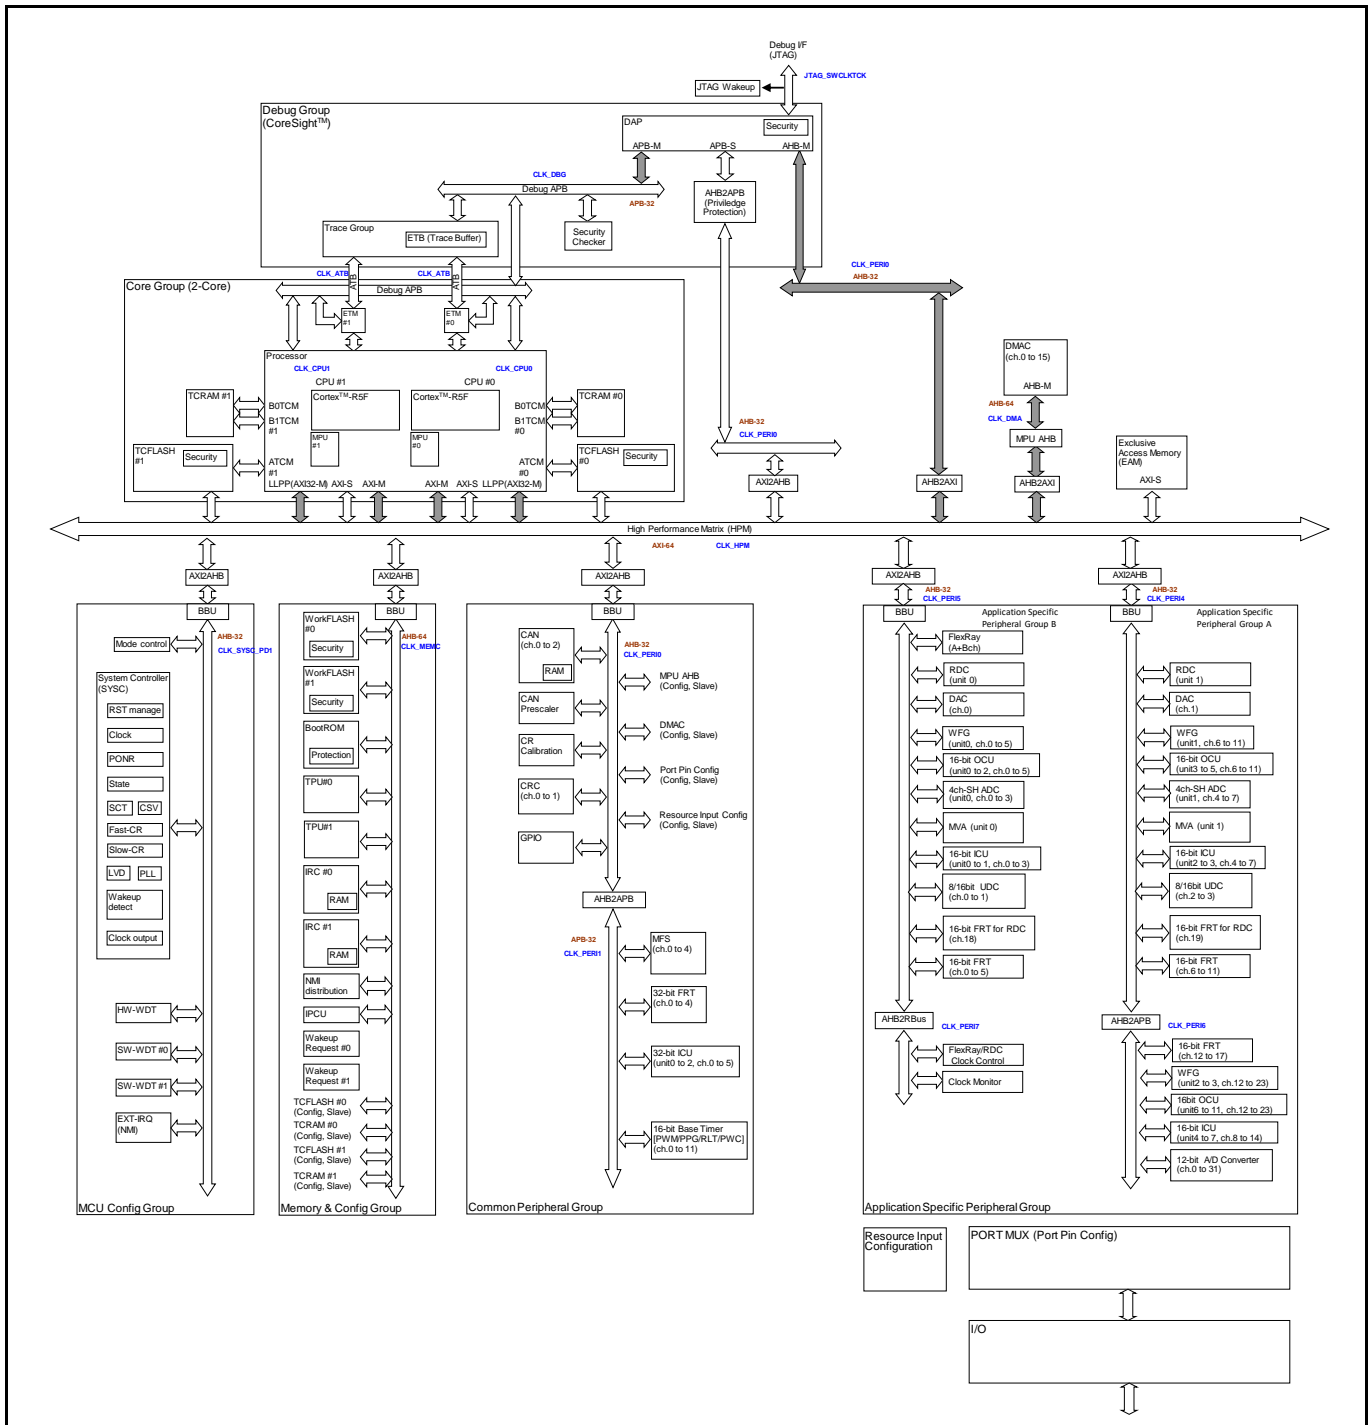 Debug I/F
(JTAG)
JTAG_SWCLKTCK
JTAG Wakeup
Debug Group
(CoreSight™)
DAP
Security
APB-M
APB-S
AHB-M
CLK_DBG
Debug APB
APB-32
AHB2APB
(Priviledge
Protection)
Trace Group
ETB (Trace Buffer)
Security
Checker
CLK_ATB
ATB
CLK_ATB
ATB
CLK_PERI0
AHB-32
Core Group (2-Core)
Debug APB
ETM
#1
ETM
#0
Processor
CLK_CPU1
CLK_CPU0
CPU #1
CPU #0
Cortex™-R5F
Cortex™-R5F
MPU
#1
MPU
#0
TCRAM #1
B0TCM
B1TCM
#1
B0TCM
B1TCM
#0
TCRAM #0
TCFLASH
#1
Security
ATCM
#1
ATCM
#0
TCFLASH
#0
Security
LLPP(AXI32-M)
AXI-S
AXI-M
AXI-M
AXI-S
LLPP(AXI32-M)
AHB-32
CLK_PERI0
AXI2AHB
AHB2AXI
DMAC
(ch.0 to 15)
AHB-M
AHB-64
CLK_DMA
MPU AHB
AHB2AXI
Exclusive
Access Memory
(EAM)
AXI-S
High Performance Matrix (HPM)
AXI-64
CLK_HPM
AXI2AHB
BBU
AHB-32
CLK_SYSC_PD1
Mode control
System Controller
(SYSC)
RST manage
Clock
PONR
State
SCT
CSV
Fast-CR
Slow-CR
LVD
PLL
Wakeup
detect
Clock output
HW-WDT
SW-WDT #0
SW-WDT #1
EXT-IRQ
(NMI)
MCU Config Group
AXI2AHB
BBU
AHB-64
CLK_MEMC
WorkFLASH
#0
Security
WorkFLASH
#1
Security
BootROM
Protection
TPU#0
TPU#1
IRC #0
RAM
IRC #1
RAM
NMI
distribution
IPCU
Wakeup
Request #0
Wakeup
Request #1
TCFLASH #0
(Config, Slave)
TCRAM #0
(Config, Slave)
TCFLASH #1
(Config, Slave)
TCRAM #1
(Config, Slave)
Memory & Config Group
AXI2AHB
BBU
AHB-32
CLK_PERI0
CAN
(ch.0 to 2)
RAM
CAN
Prescaler
CR
Calibration
CRC
(ch.0 to 1)
GPIO
MPU AHB
(Config, Slave)
DMAC
(Config, Slave)
Port Pin Config
(Config, Slave)
Resource Input Config
(Config, Slave)
AHB2APB
APB-32
CLK_PERI1
MFS
(ch.0 to 4)
32-bit FRT
(ch.0 to 4)
32-bit ICU
(unit0 to 2, ch.0 to 5)
16-bit Base Timer
[PWM/PPG/RLT/PWC]
(ch.0 to 11)
Common Peripheral Group
AXI2AHB
AHB-32
CLK_PERI5
BBU
Application Specific
Peripheral Group B
FlexRay
(A+Bch)
RDC
(unit 0)
DAC
(ch.0)
WFG
(unit0, ch.0 to 5)
16-bit OCU
(unit0 to 2, ch.0 to 5)
4ch-SH ADC
(unit0, ch.0 to 3)
MVA (unit 0)
16-bit ICU
(unit0 to 1, ch.0 to 3)
8/16bit UDC
(ch.0 to 1)
16-bit FRT for RDC
(ch.18)
16-bit FRT
(ch.0 to 5)
AHB2RBus
CLK_PERI7
FlexRay/RDC
Clock Control
Clock Monitor
AXI2AHB
AHB-32
CLK_PERI4
BBU
Application Specific
Peripheral Group A
RDC
(unit 1)
DAC
(ch.1)
WFG
(unit1, ch.6 to 11)
16-bit OCU
(unit3 to 5, ch.6 to 11)
4ch-SH ADC
(unit1, ch.4 to 7)
MVA (unit 1)
16-bit ICU
(unit2 to 3, ch.4 to 7)
8/16bit UDC
(ch.2 to 3)
16-bit FRT for RDC
(ch.19)
16-bit FRT
(ch.6 to 11)
AHB2APB
CLK_PERI6
16-bit FRT
(ch.12 to 17)
WFG
(unit2 to 3, ch.12 to 23)
16bit OCU
(unit6 to 11, ch.12 to 23)
16-bit ICU
(unit4 to 7, ch.8 to 14)
12-bit A/D Converter
(ch.0 to 31)
Application Specific Peripheral Group
Resource Input
Configuration
PORT MUX (Port Pin Config)
I/O